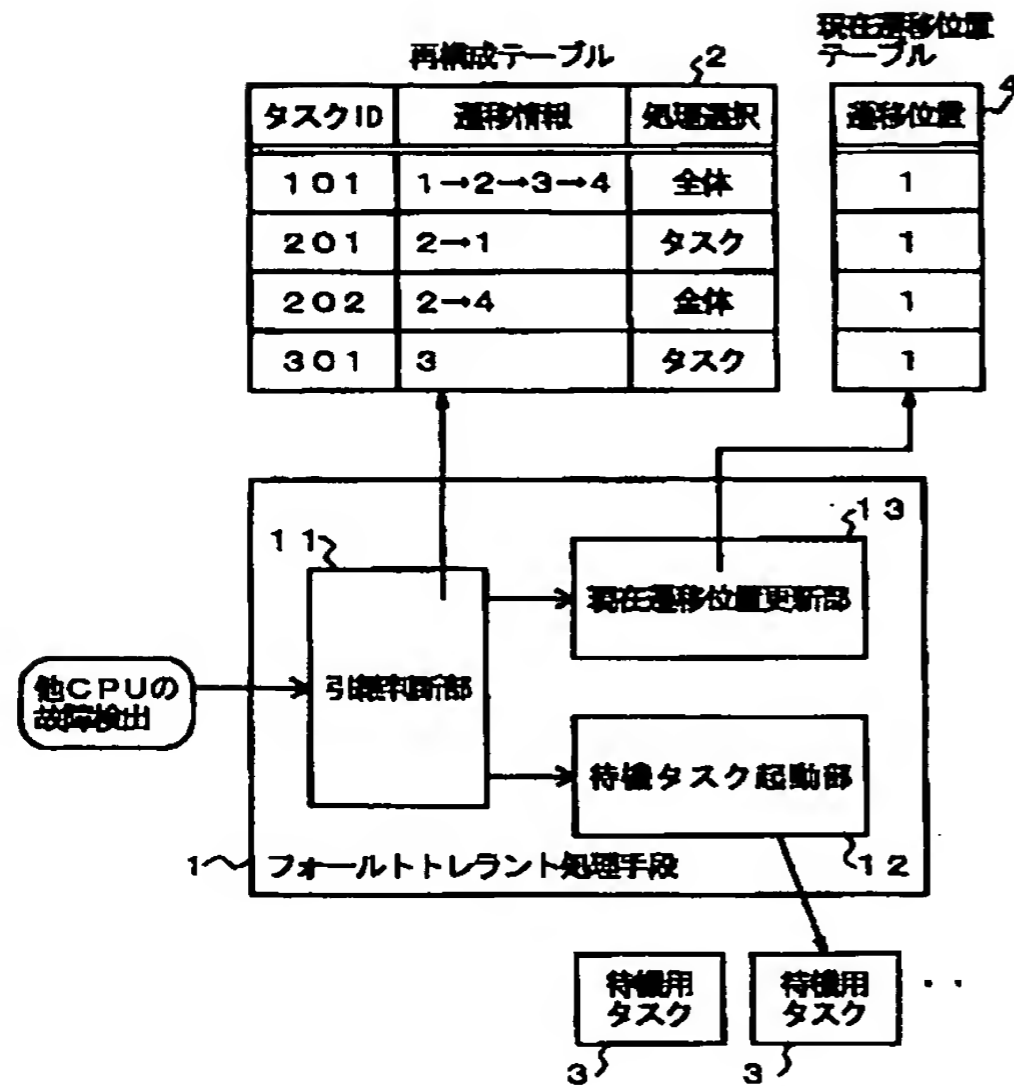 再構成テーブル
2
現在遷移位置
テーブル
4
タスクID 遷移情報 処理選択
遷移位置
101 1→2→3→4 全体 1
201 2→1 タスク 1
202 2→4 全体 1
301 3 タスク 1
11
13
現在遷移位置更新部
他CPUの
故障検出
引継判断部
待機タスク起動部
1
フォールトトレラント処理手段
12
待機用
タスク
待機用
タスク
・・
3
3